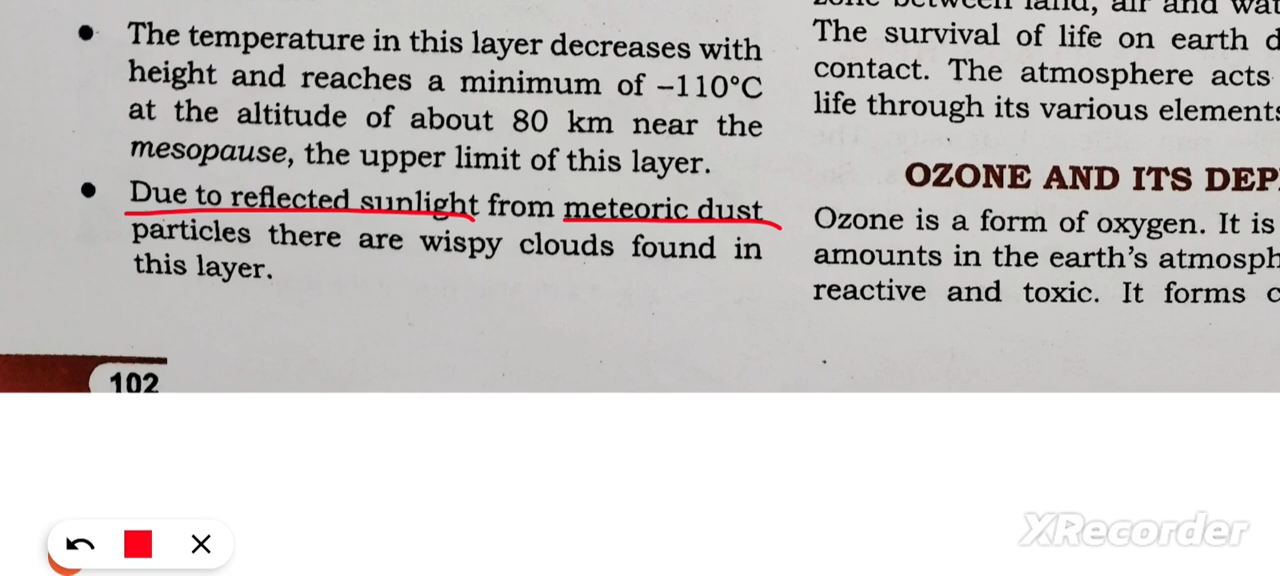 • The temperature in this layer decreases with
height and reaches a minimum of –110°C
at the altitude of about 80 km near the
mesopause, the upper limit of this layer.
• Due to reflected sunlight from meteoric dust
particles there are wispy clouds found in
this layer.
102
between land, air and
The survival of life on earth
contact. The atmosphere acts
life through its various
OZONE AND ITS
Ozone is a form of oxygen. It is
amounts in the earth's
reactive and toxic. It forms
XRecorder